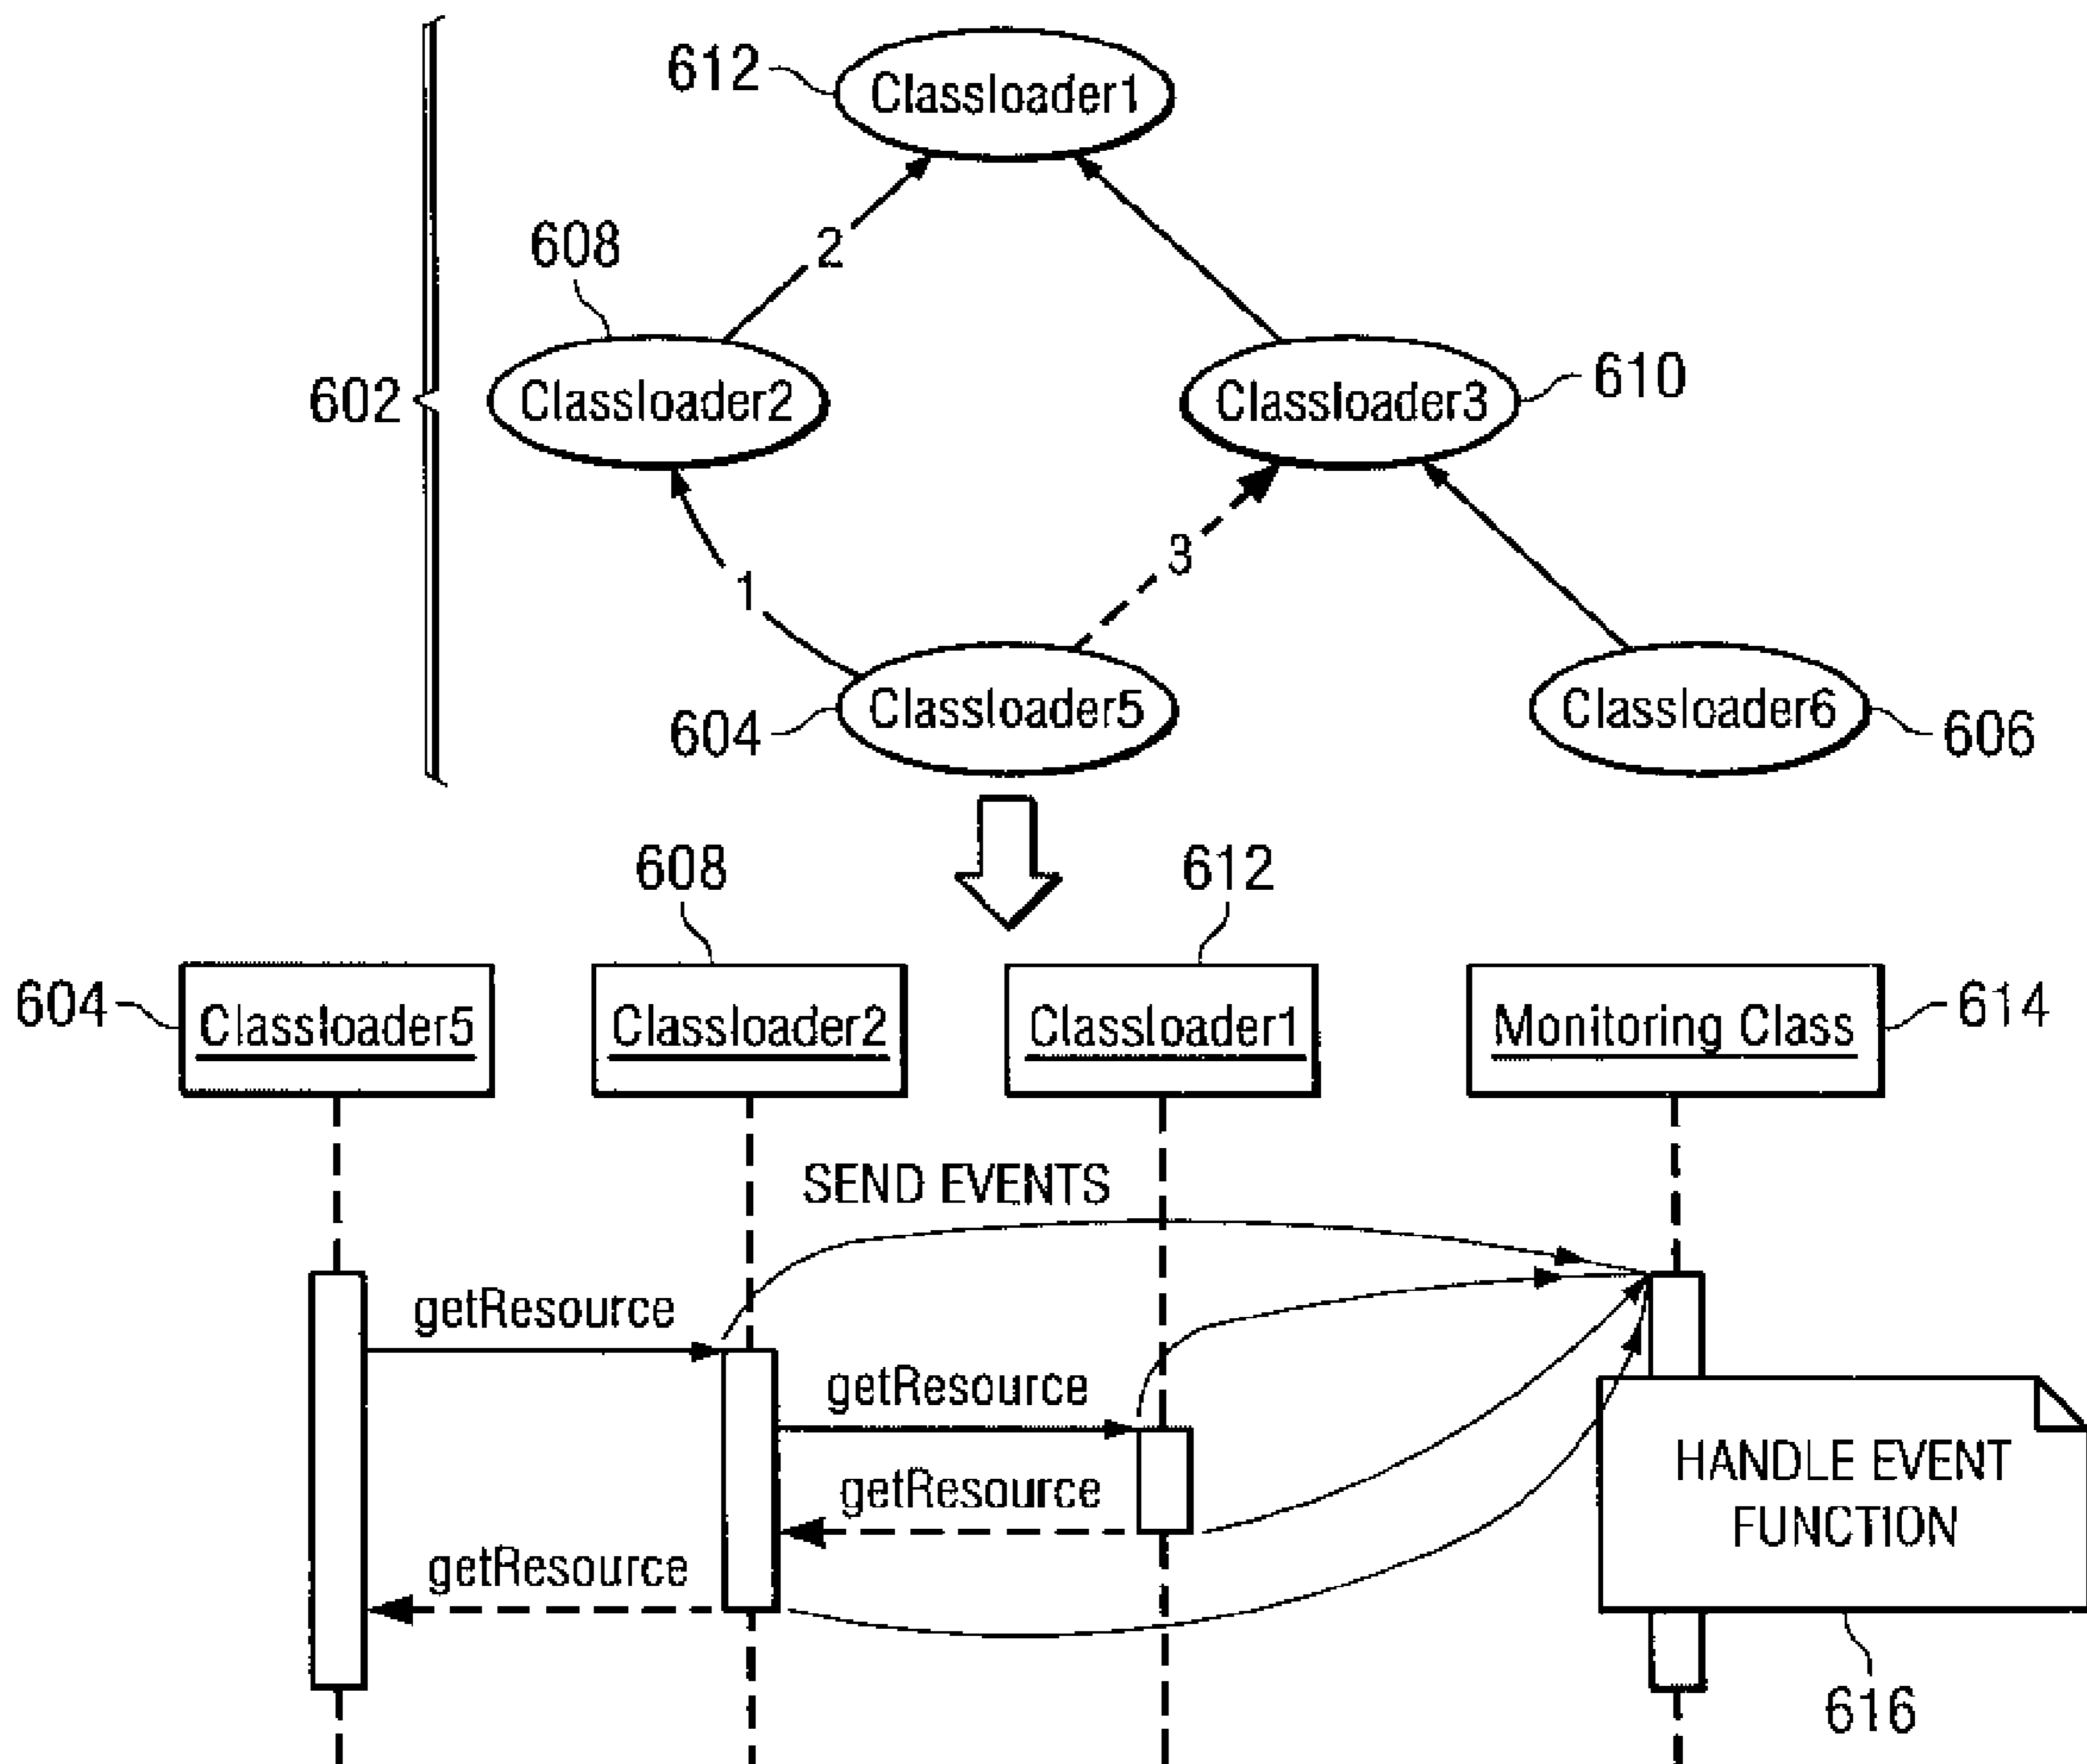 612
Classloader1
608
2
602
Classloader2
Classloader3
610
1
3
604
Classloader5
Classloader6
606
608
612
604
Classloader5
Classloader2
Classloader1
Monitoring Class
614
SEND EVENTS
getResource
getResource
getResource
getResource
HANDLE EVENT
FUNCTION
616